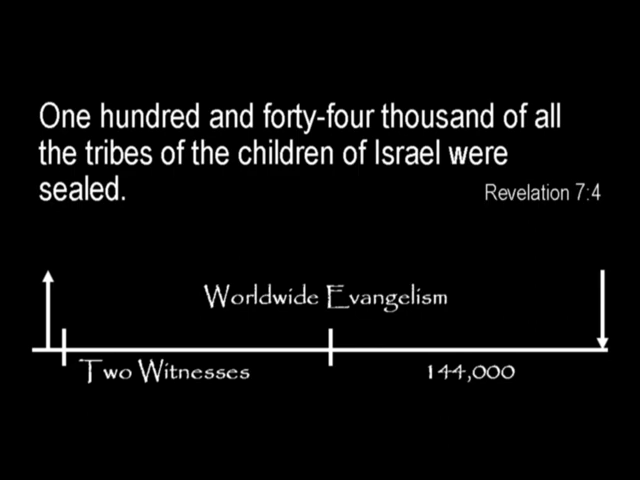 One hundred and forty-four thousand of all
the tribes of the children of Israel were
sealed.
Revelation 7:4
Worldwide Evangelism
Two Witnesses
144,000